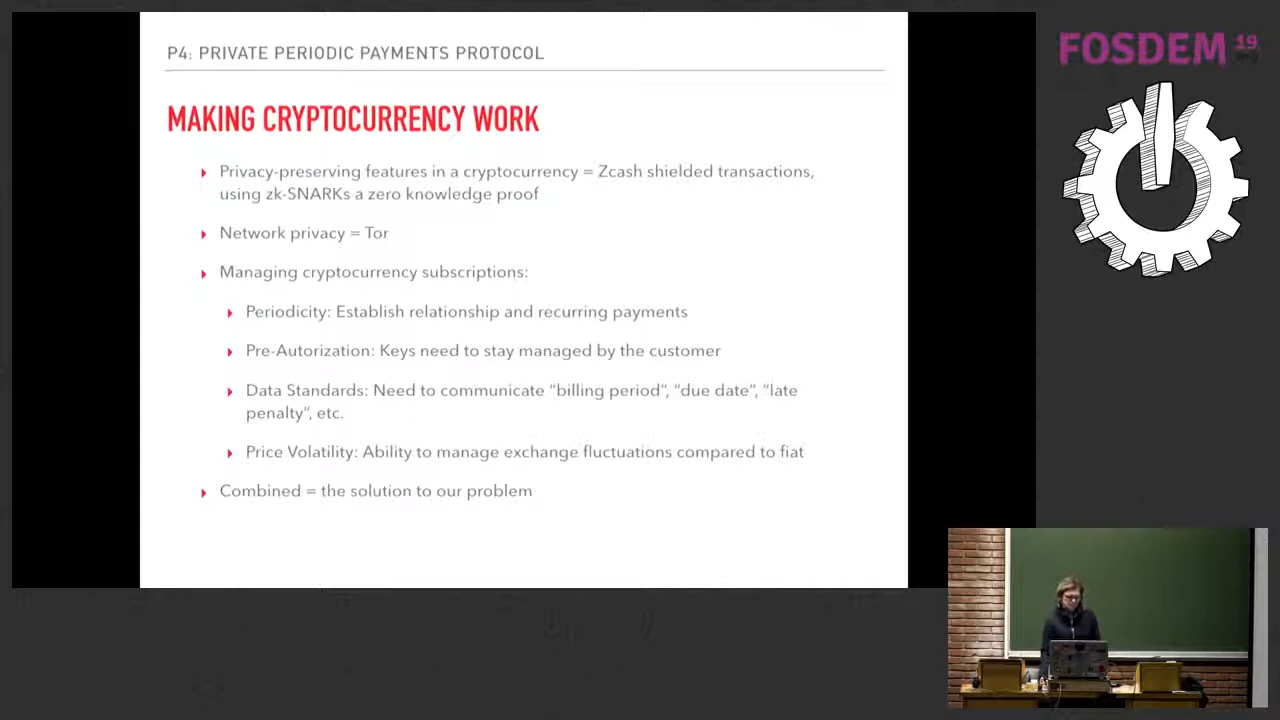 P4: PRIVATE PERIODIC PAYMENTS PROTOCOL
MAKING CRYPTOCURRENCY WORK
Privacy-preserving features in a cryptocurrency = Zcash shielded transactions,
using zk-SNARKs a zero knowledge proof
Network privacy = Tor
Managing cryptocurrency subscriptions:
Periodicity: Establish relationship and recurring payments
Pre-Autorization: Keys need to stay managed by the customer
Data Standards: Need to communicate “billing period”, “due date”, “late
penalty”, etc.
Price Volatility: Ability to manage exchange fluctuations compared to fiat
Combined = the solution to our problem
FOSDEM 19